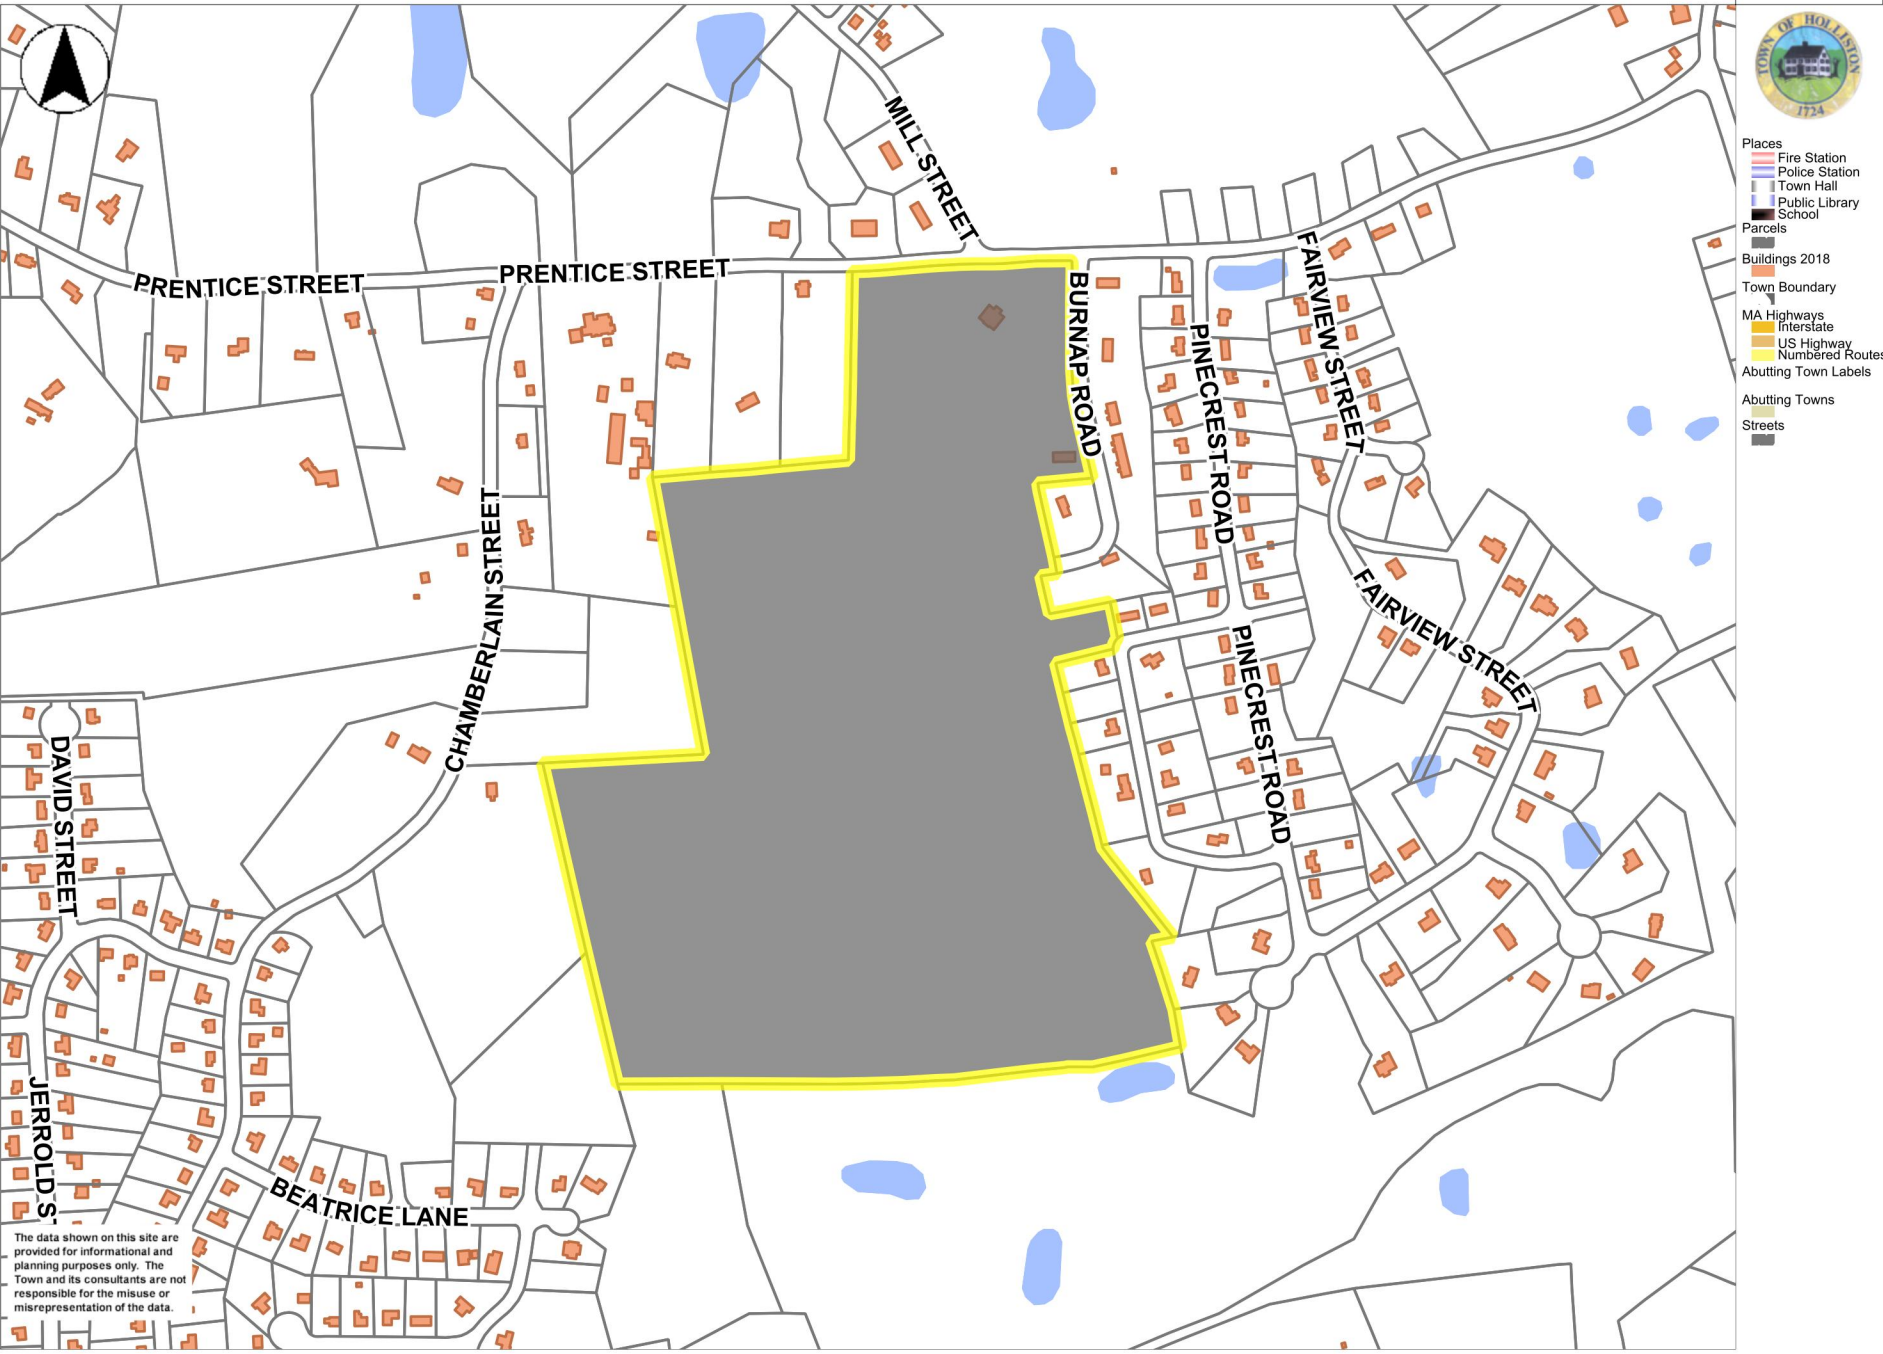 TOWN OF HOLLISTON
1724
MILL STREET
PRENTICE STREET
PRENTICE STREET
BURNAP ROAD
PINECREST ROAD
FAIRVIEW STREET
CHAMBERLAIN STREET
FAIRVIEW STREET
PINECREST ROAD
DAVID STREET
JERROLD ST
BEATRICE LANE
The data shown on this site are
provided for informational and
planning purposes only. The
Town and its consultants are not
responsible for the misuse or
misrepresentation of the data.
Places
Fire Station
Police Station
Town Hall
Public Library
School
Parcels
Buildings 2018
Town Boundary
MA Highways
Interstate
US Highway
Numbered Routes
Abutting Town Labels
Abutting Towns
Streets